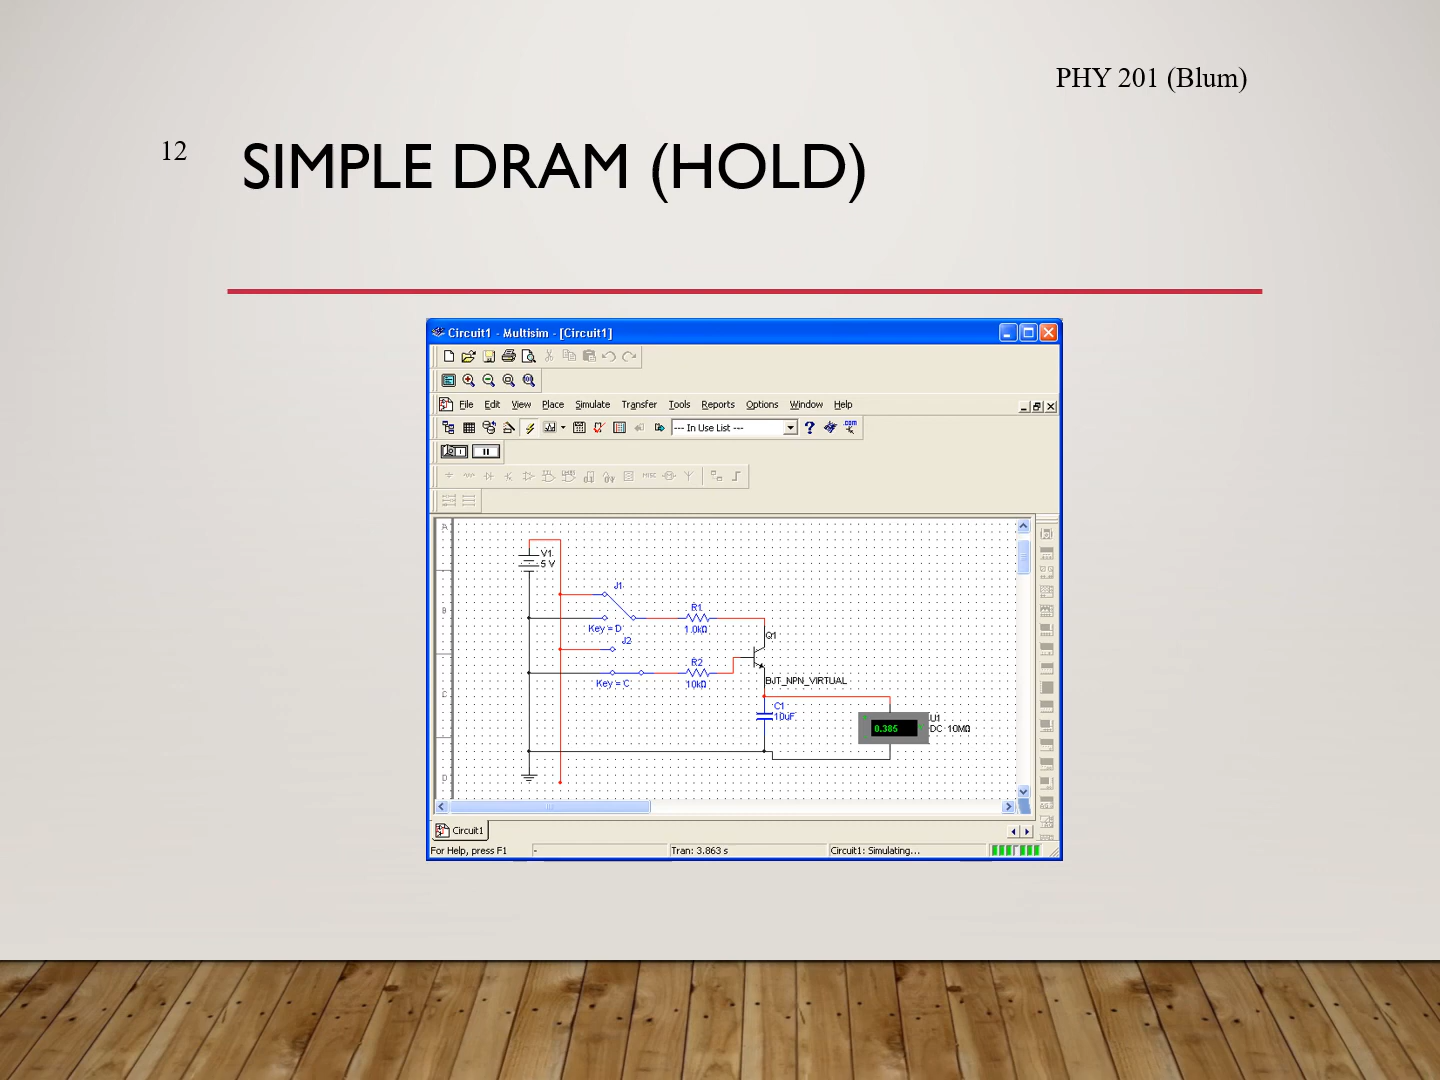 PHY 201 (Blum)
12
SIMPLE DRAM (HOLD)
Circuit1 - Multisim - [Circuit1]
File Edit View Place Simulate Transfer Tools Reports Options Window Help
--- In Use List ---
.com
MISC
A
V1
5 V
J1
B
R1
Key = D
1.0kΩ
J2
Q1
R2
Key = C
10kΩ
BJT_NPN_VIRTUAL
C
C1
10uF
U1
DC 10MΩ
D
Circuit1
For Help, press F1
-
Tran: 3.863 s
Circuit1: Simulating...